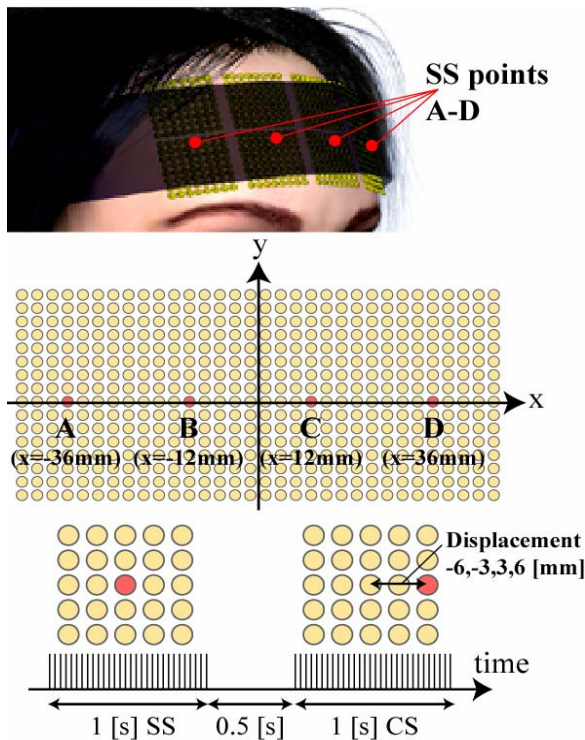 SS points
A-D
y
x
A B C D
(x=-36mm) (x=-12mm) (x=12mm) (x=36mm)
Displacement
-6,-3,3,6 [mm]
time
1 [s] SS 0.5 [s] 1 [s] CS